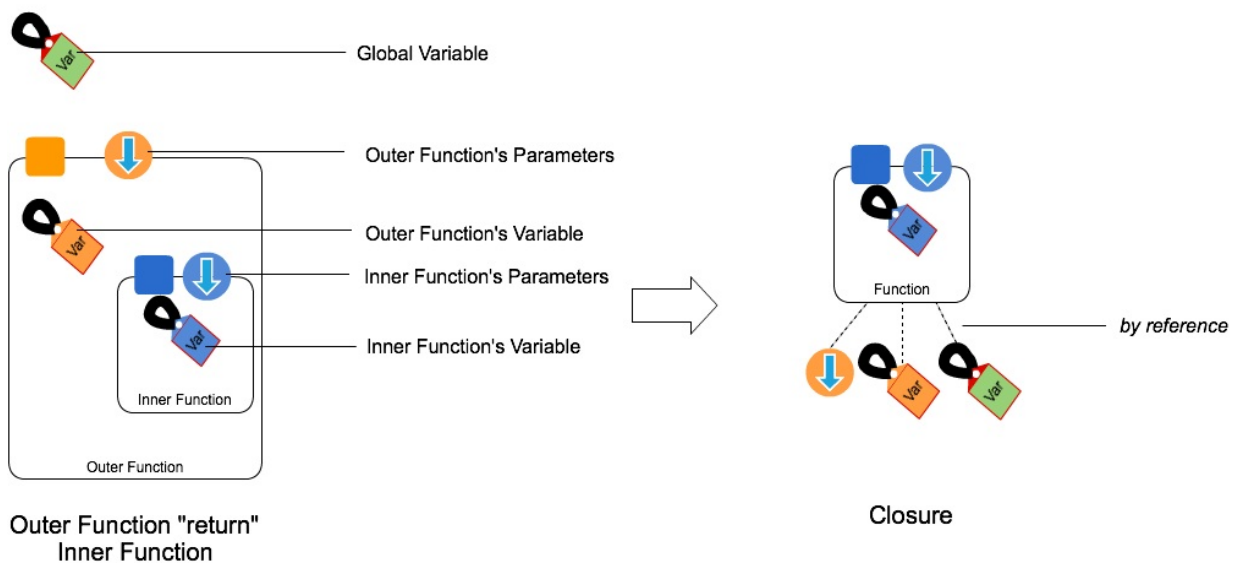 Var
Global Variable
Outer Function's Parameters
Var
Outer Function's Variable
Inner Function's Parameters
Var
Inner Function's Variable
Inner Function
Outer Function
Outer Function "return"
Inner Function
Var
Function
by reference
Var
Var
Closure